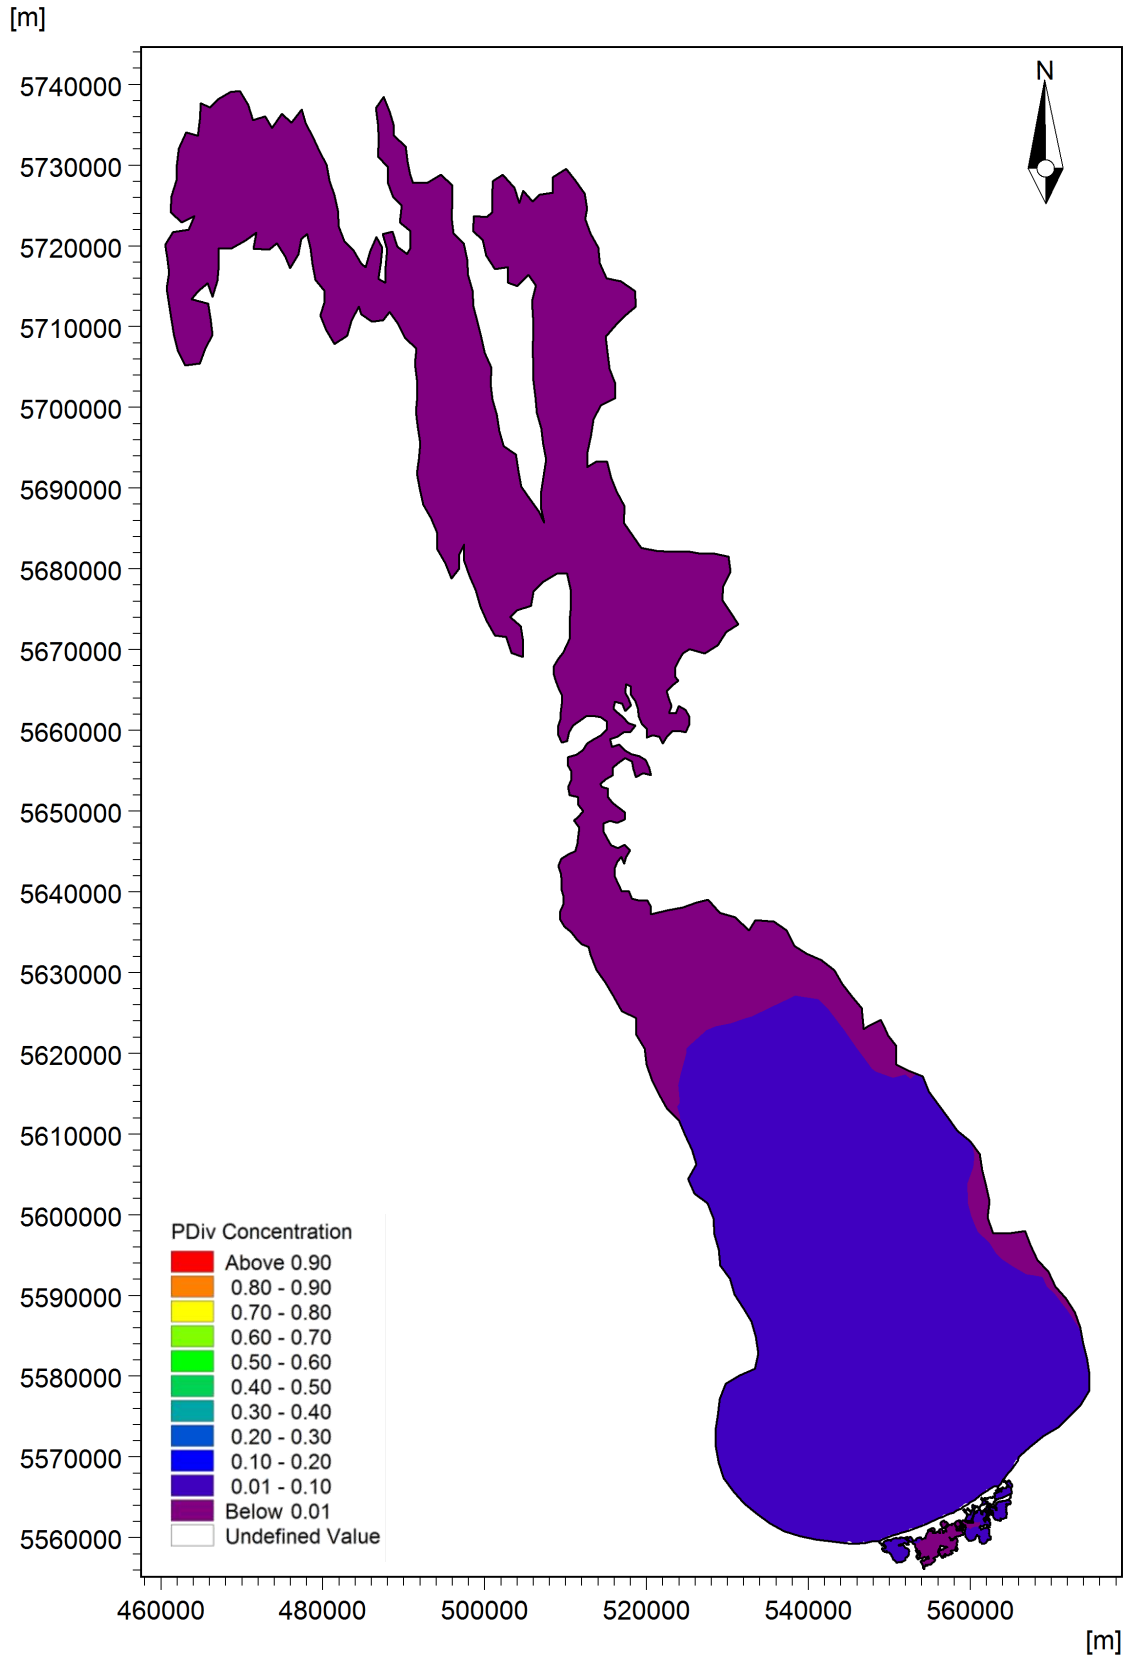 [m]
N
5740000
5730000
5720000
5710000
5700000
5690000
5680000
5670000
5660000
5650000
5640000
5630000
5620000
5610000
5600000
5590000
5580000
5570000
5560000
PDiv Concentration
Above 0.90
0.80 - 0.90
0.70 - 0.80
0.60 - 0.70
0.50 - 0.60
0.40 - 0.50
0.30 - 0.40
0.20 - 0.30
0.10 - 0.20
0.01 - 0.10
Below 0.01
Undefined Value
460000 480000 500000 520000 540000 560000
[m]